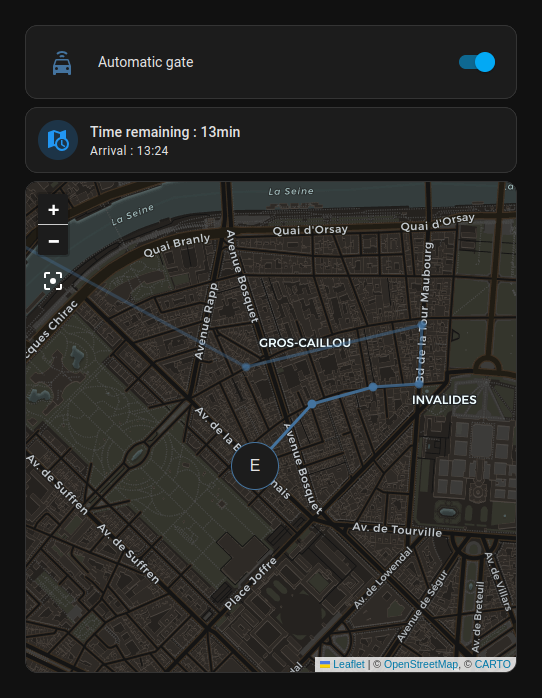 Automatic gate
Time remaining : 13min
Arrival : 13:24
La Seine
La Seine
+
−
Quai Branly
Quai d'Orsay
Quai d'Orsay
Avenue Rapp
Avenue Bosquet
Bd de la Tour Maubourg
cques Chirac
GROS-CAILLOU
INVALIDES
Av. de la B
nais
E
Avenue Bosquet
Av. de Suffren
Av. de Suffren
Av. de Tourville
Place Joffre
Av. de Lowendal
Avenue de Ségur
Av. de Breteuil
Av. de Villars
dal
Leaflet | © OpenStreetMap, © CARTO